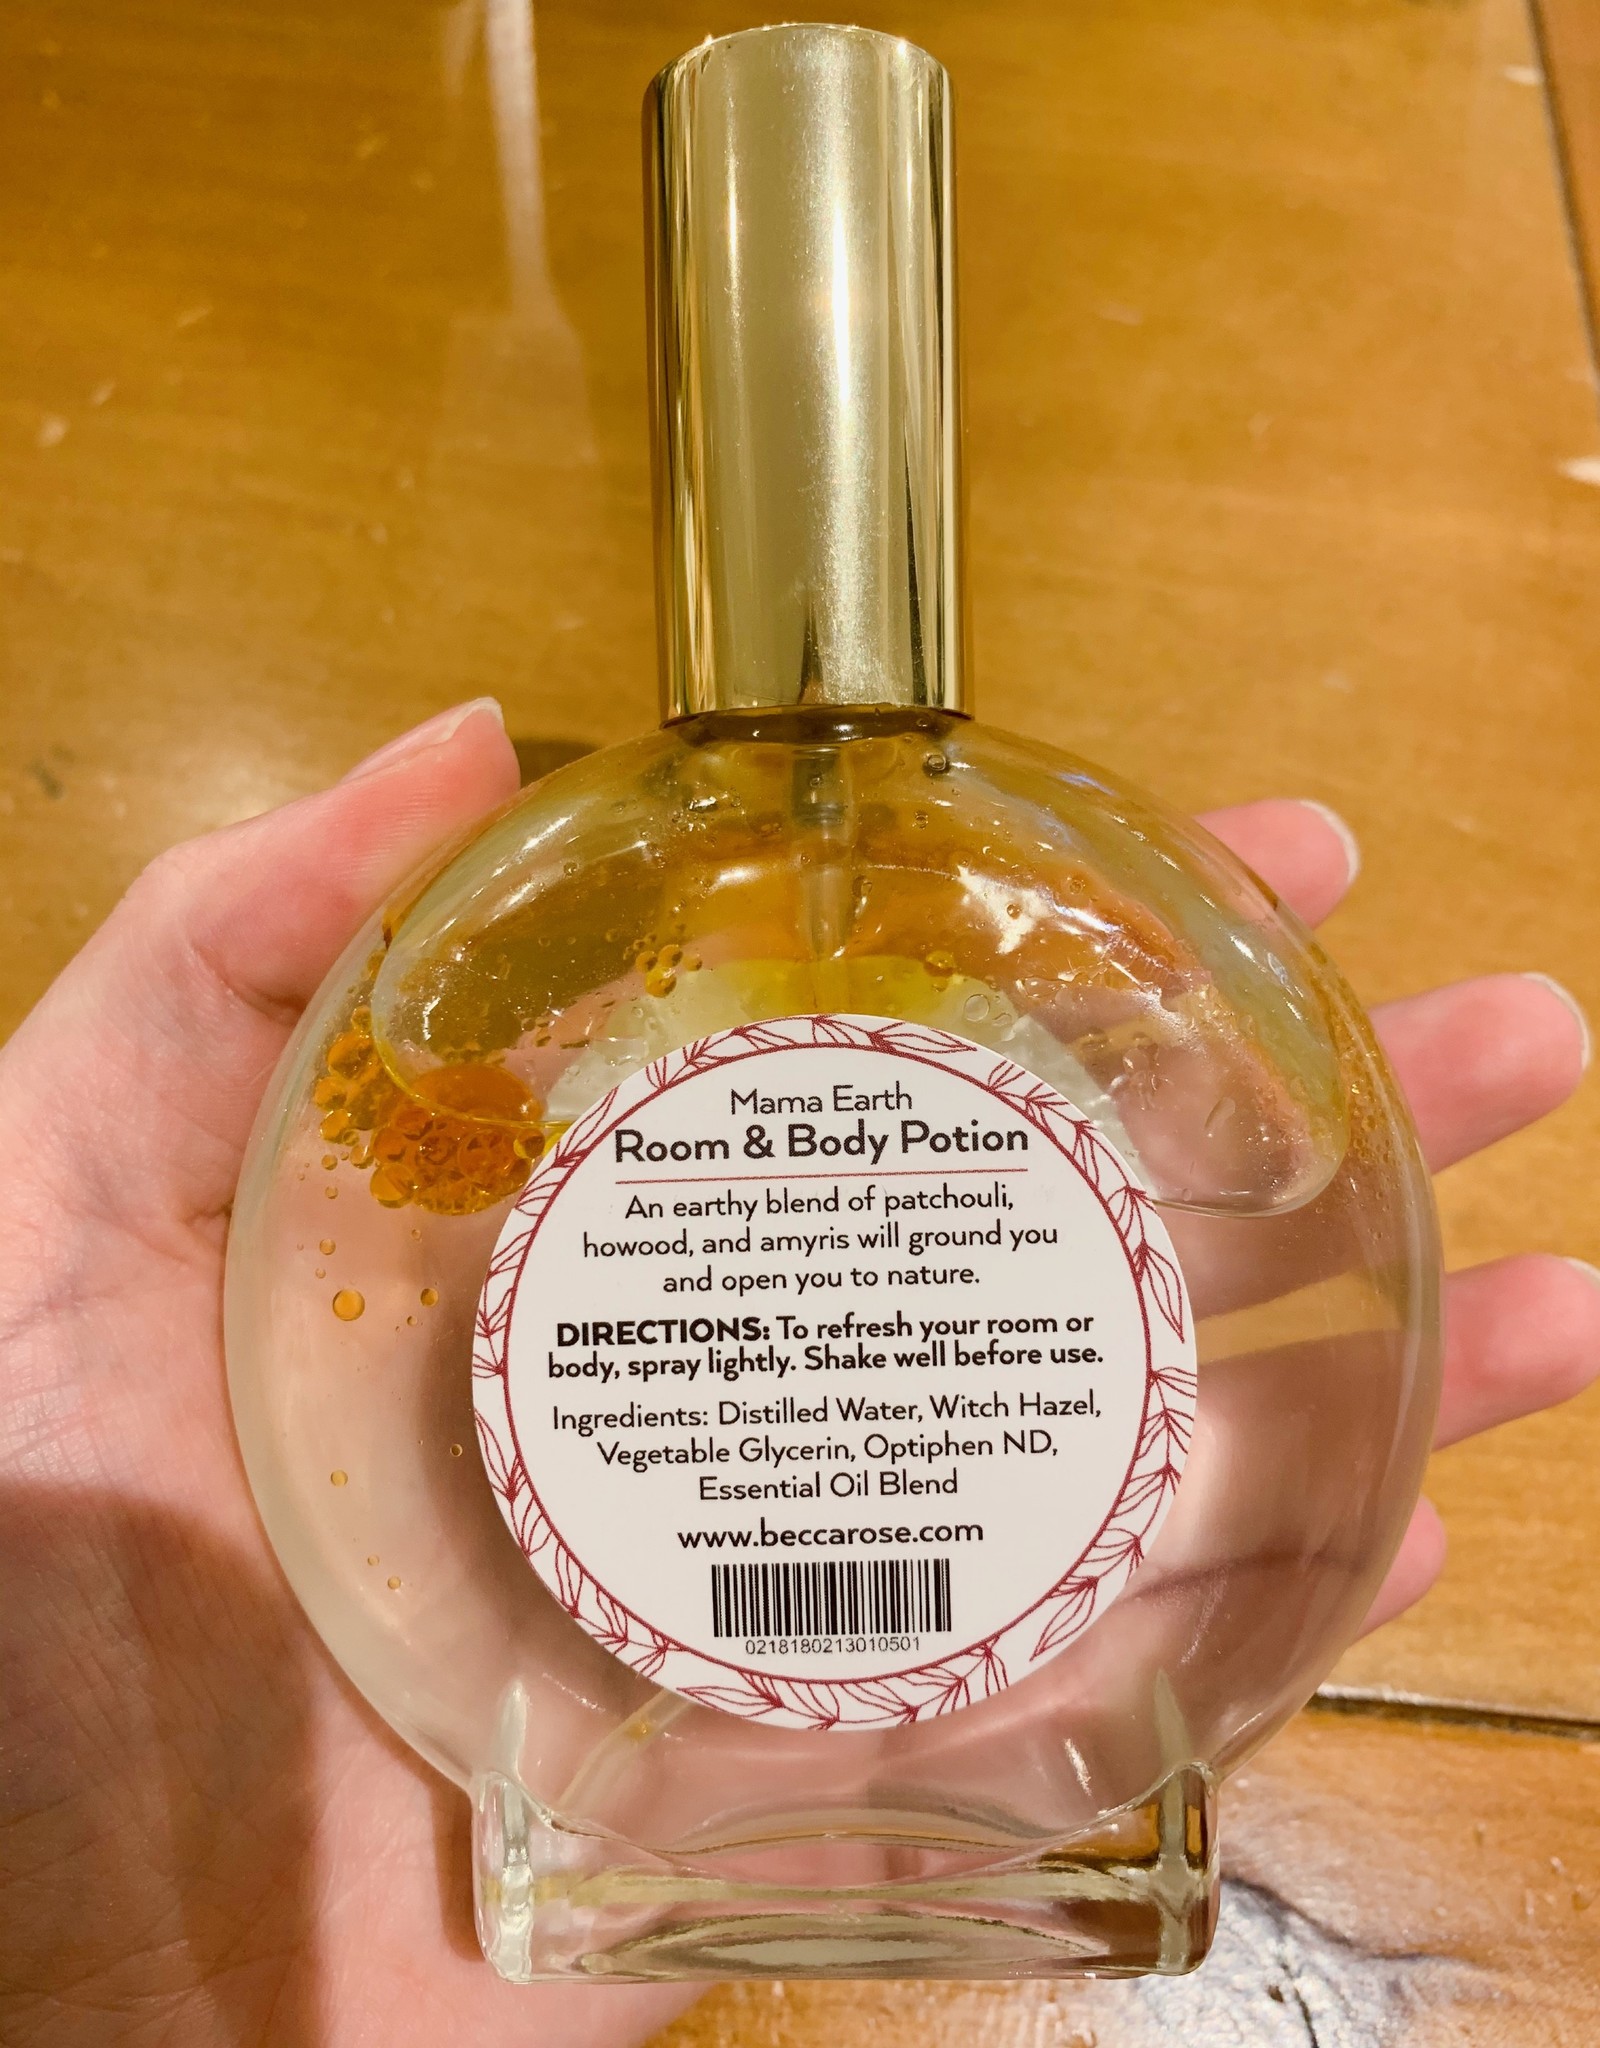 Mama Earth
Room & Body Potion
An earthy blend of patchouli,
howood, and amyris will ground you
and open you to nature.
DIRECTIONS: To refresh your room or
body, spray lightly. Shake well before use.
Ingredients: Distilled Water, Witch Hazel,
Vegetable Glycerin, Optiphen ND,
Essential Oil Blend
www.beccarose.com
0218180213010501